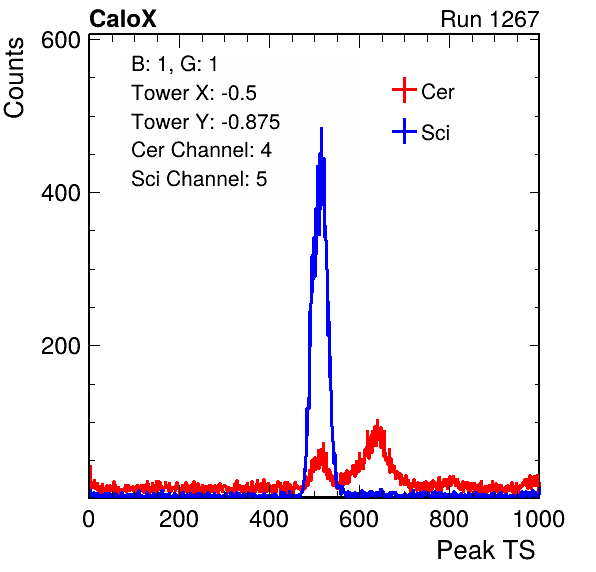 CaloX Run 1267
Counts
600
400
200
B: 1, G: 1
Tower X: -0.5
Tower Y: -0.875
Cer Channel: 4
Sci Channel: 5
Cer
Sci
0 200 400 600 800 1000
Peak TS